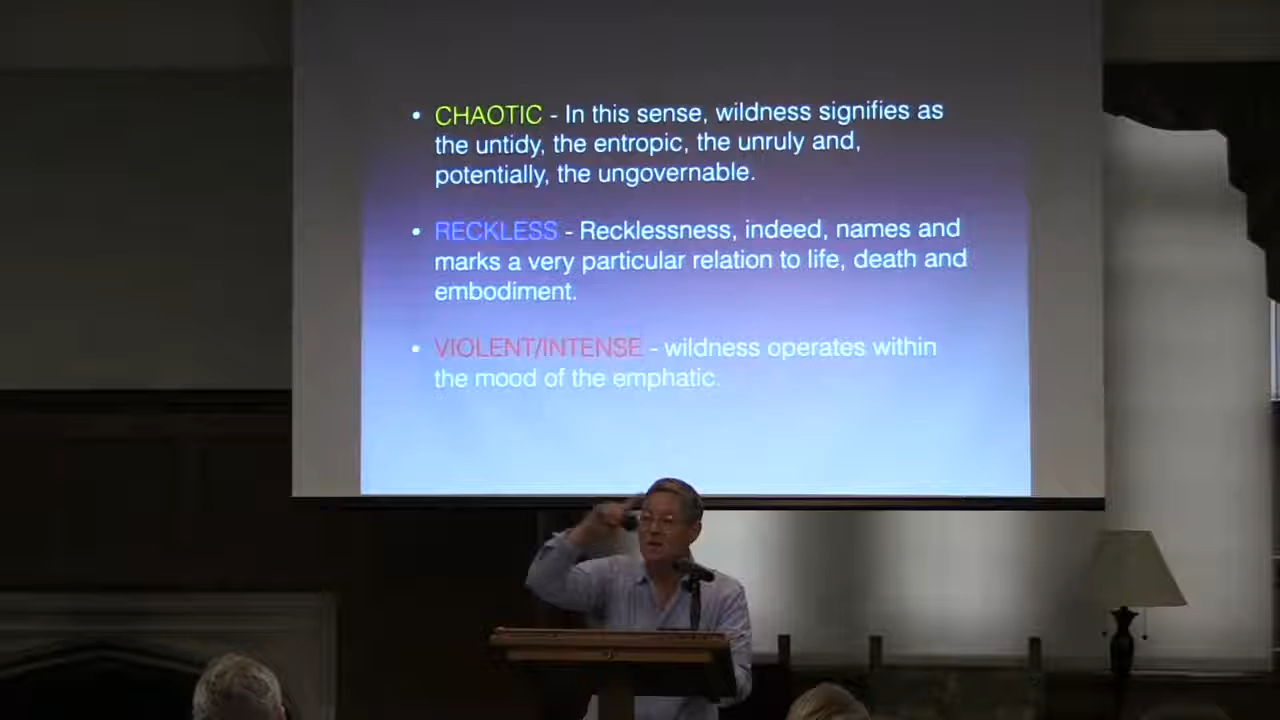 • CHAOTIC - In this sense, wildness signifies as
the untidy, the entropic, the unruly and,
potentially, the ungovernable.
• RECKLESS - Recklessness, indeed, names and
marks a very particular relation to life, death and
embodiment.
• VIOLENT/INTENSE - wildness operates within
the mood of the emphatic.